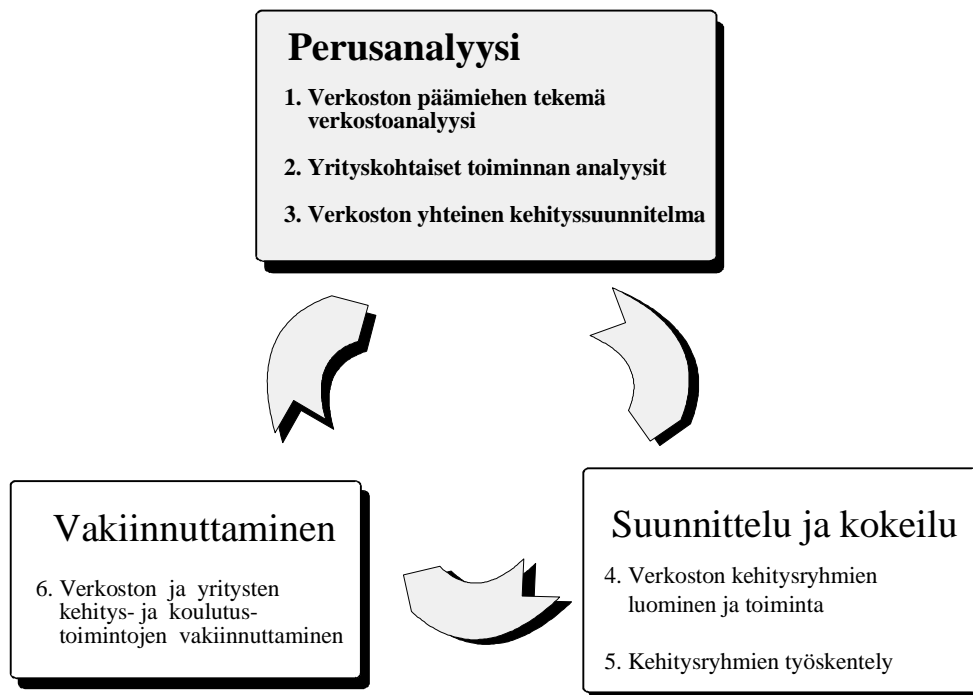 Perusanalyysi
1. Verkoston päämiehen tekemä
verkostoanalyysi
2. Yrityskohtaiset toiminnan analyysit
3. Verkoston yhteinen kehityssuunnitelma
Vakiinnuttaminen
6. Verkoston ja yritysten
kehitys- ja koulutus-
toimintojen vakiinnuttaminen
Suunnittelu ja kokeilu
4. Verkoston kehitysryhmien
luominen ja toiminta
5. Kehitysryhmien työskentely